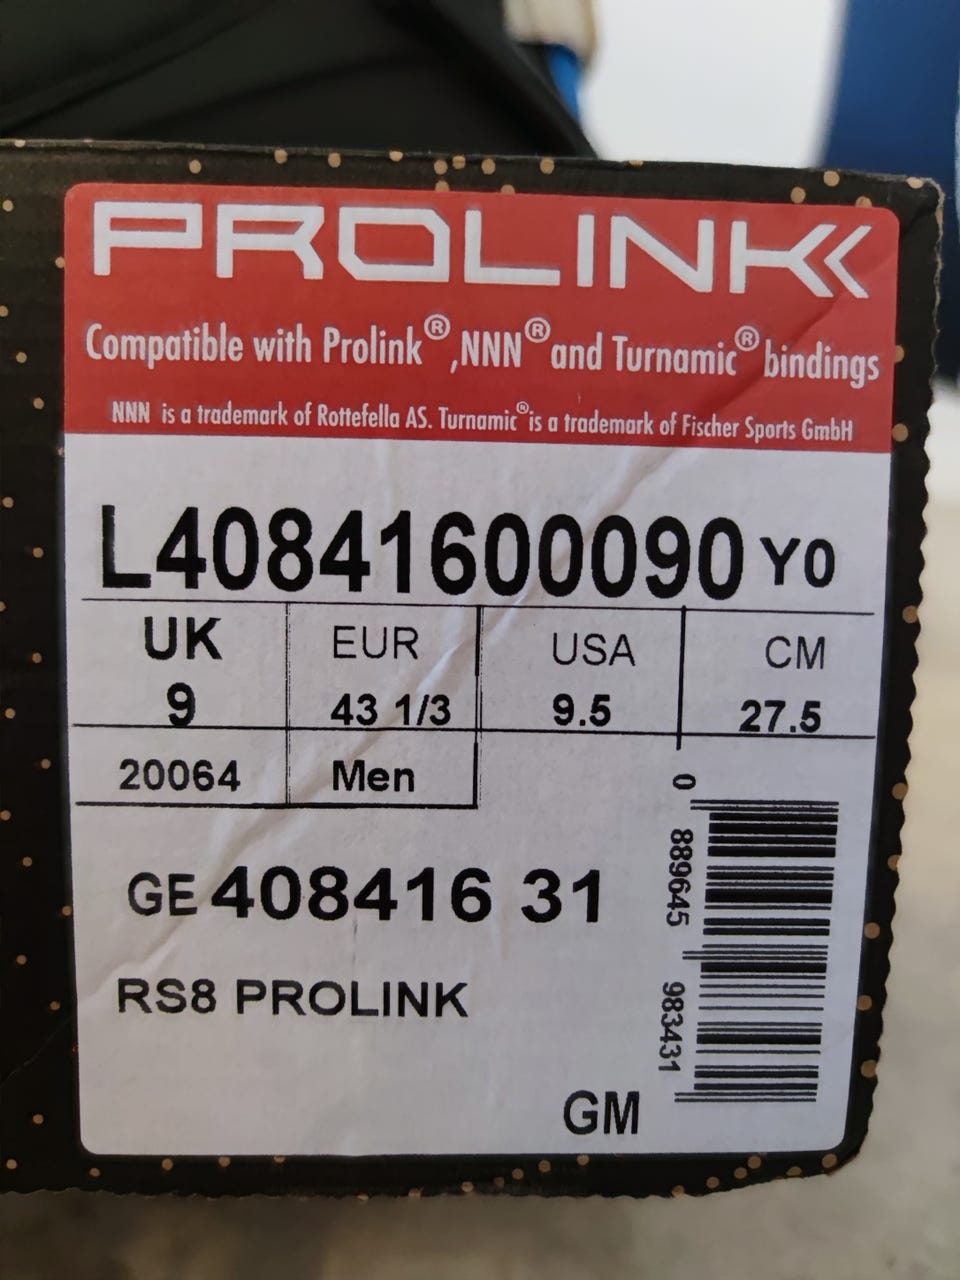 PROLINK
Compatible with Prolink®, NNN® and Turnamic® bindings
NNN is a trademark of Rottefella AS. Turnamic® is a trademark of Fischer Sports GmbH
L40841600090 Y0
UK EUR USA CM
9 43 1/3 9.5 27.5
20064 Men
GE 408416 31
RS8 PROLINK
0 889645 983431
GM